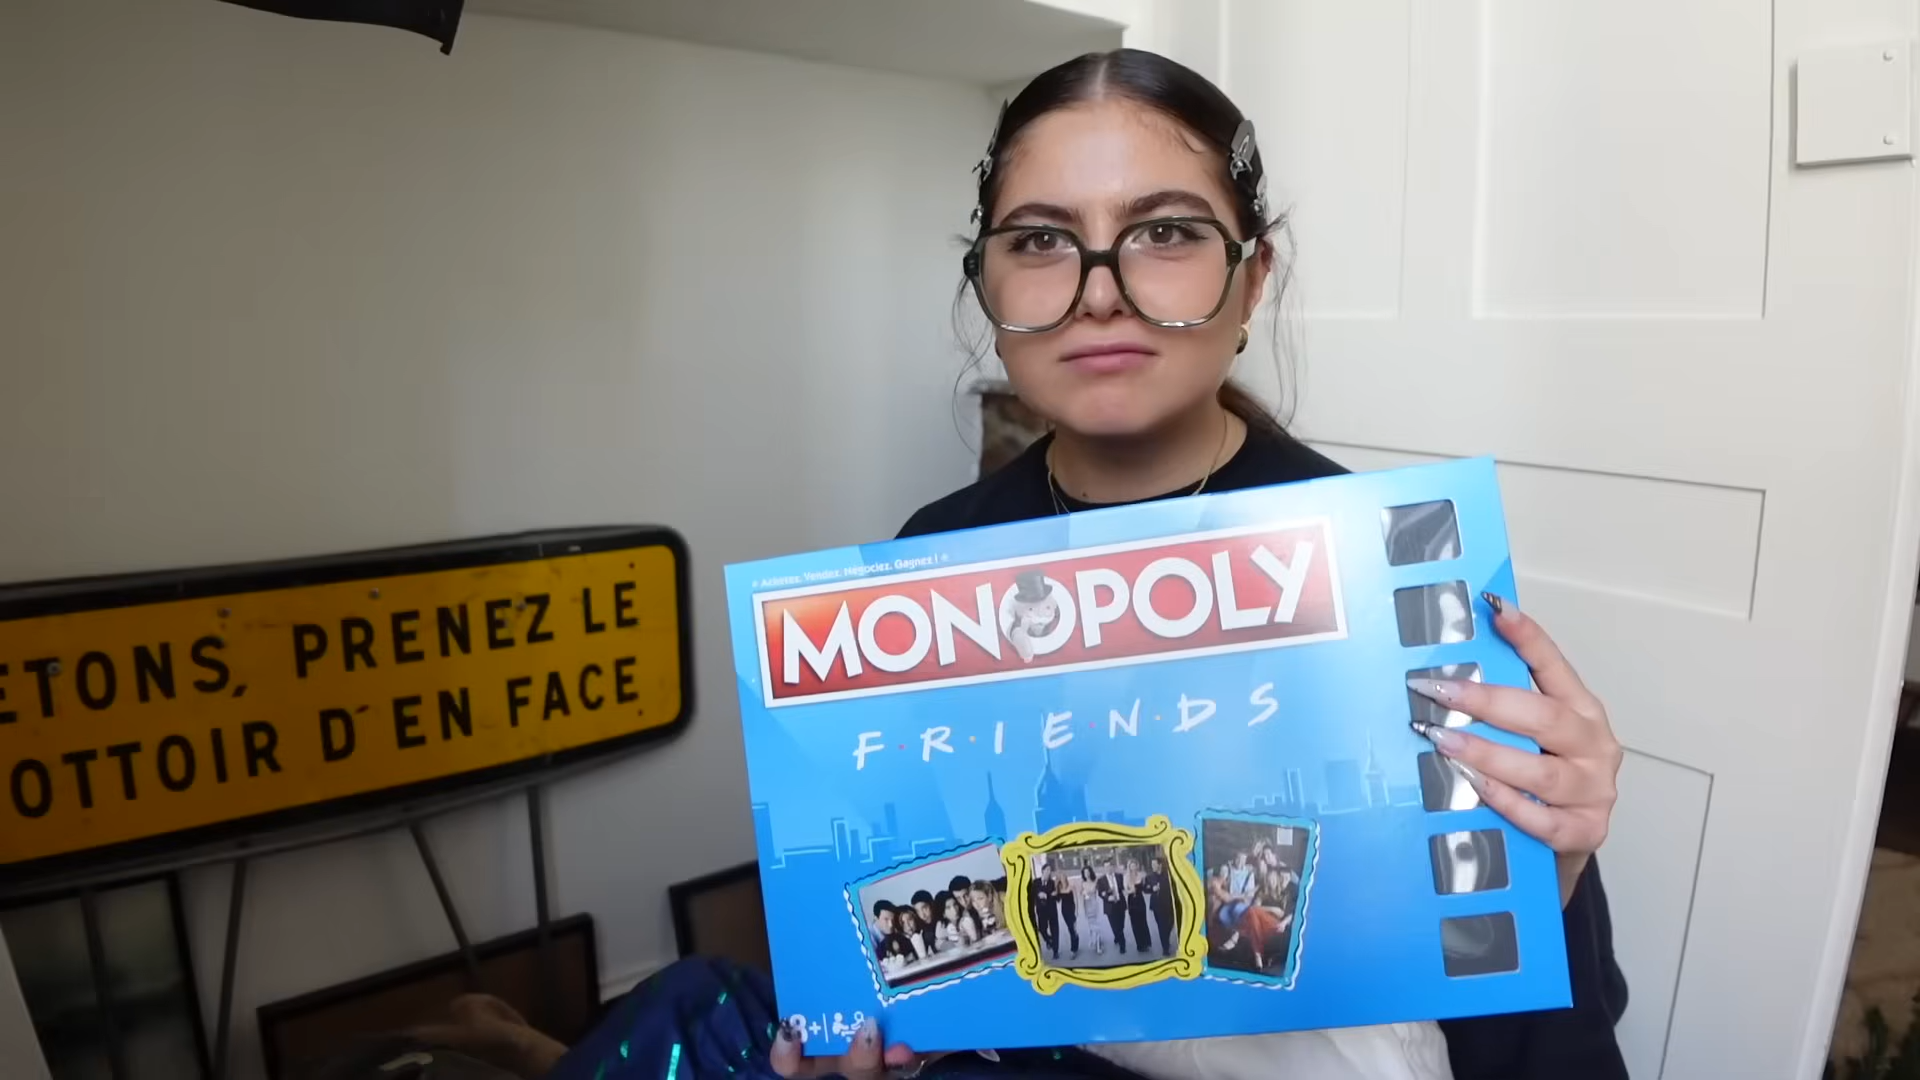 ETONS, PRENEZ LE
OTTOIR D'EN FACE
Achetez. Vendez. Négociez. Gagnez !
MONOPOLY
F·R·I·E·N·D·S
8+